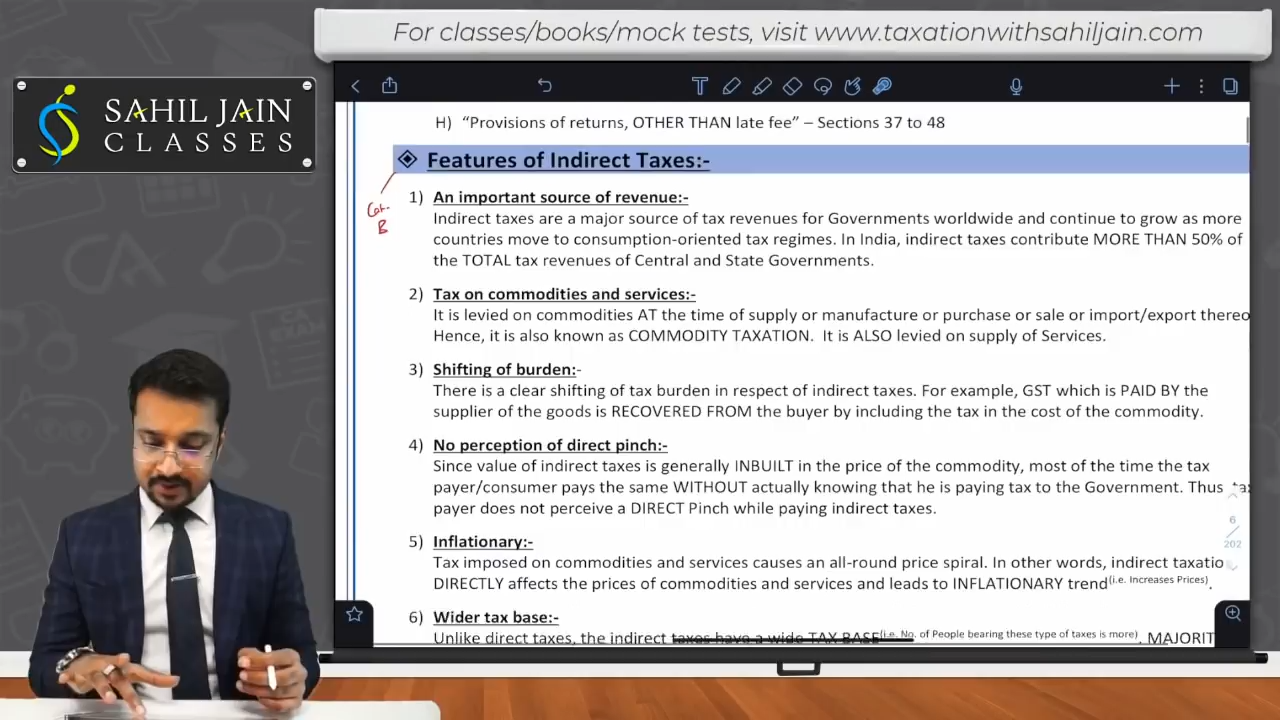 For classes/books/mock tests, visit www.taxationwithsahiljain.com
SAHIL JAIN
CLASSES
H) “Provisions of returns, OTHER THAN late fee” – Sections 37 to 48
Features of Indirect Taxes:-
Cat.
B
1) An important source of revenue:-
Indirect taxes are a major source of tax revenues for Governments worldwide and continue to grow as more
countries move to consumption-oriented tax regimes. In India, indirect taxes contribute MORE THAN 50% of
the TOTAL tax revenues of Central and State Governments.
2) Tax on commodities and services:-
It is levied on commodities AT the time of supply or manufacture or purchase or sale or import/export thereo
Hence, it is also known as COMMODITY TAXATION. It is ALSO levied on supply of Services.
3) Shifting of burden:-
There is a clear shifting of tax burden in respect of indirect taxes. For example, GST which is PAID BY the
supplier of the goods is RECOVERED FROM the buyer by including the tax in the cost of the commodity.
4) No perception of direct pinch:-
Since value of indirect taxes is generally INBUILT in the price of the commodity, most of the time the tax
payer/consumer pays the same WITHOUT actually knowing that he is paying tax to the Government. Thus tax
payer does not perceive a DIRECT Pinch while paying indirect taxes.
6
202
5) Inflationary:-
Tax imposed on commodities and services causes an all-round price spiral. In other words, indirect taxatio
DIRECTLY affects the prices of commodities and services and leads to INFLATIONARY trend(i.e. Increases Prices).
6) Wider tax base:-
Unlike direct taxes, the indirect taxes have a wide TAX BASE(i.e. No. of People bearing these type of taxes is more). MAJORIT